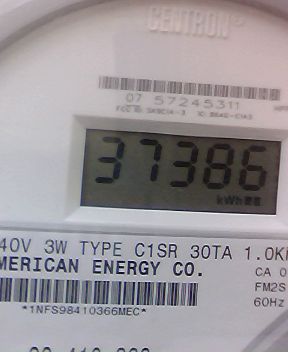 CENTRON®
07 57245311
37386
kWh
40V 3W TYPE C1SR 30TA 1.0K
MERICAN ENERGY CO.
CA 0
FM2S
60Hz
*1NFS98410366MEC*